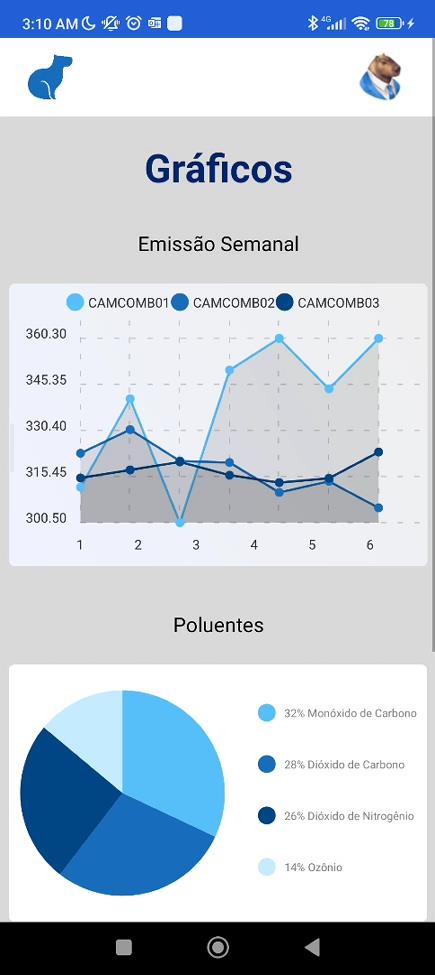 3:10 AM 4G 78
Gráficos
Emissão Semanal
CAMCOMB01 CAMCOMB02 CAMCOMB03
360.30
345.35
330.40
315.45
300.50
1 2 3 4 5 6
Poluentes
32% Monóxido de Carbono
28% Dióxido de Carbono
26% Dióxido de Nitrogênio
14% Ozônio